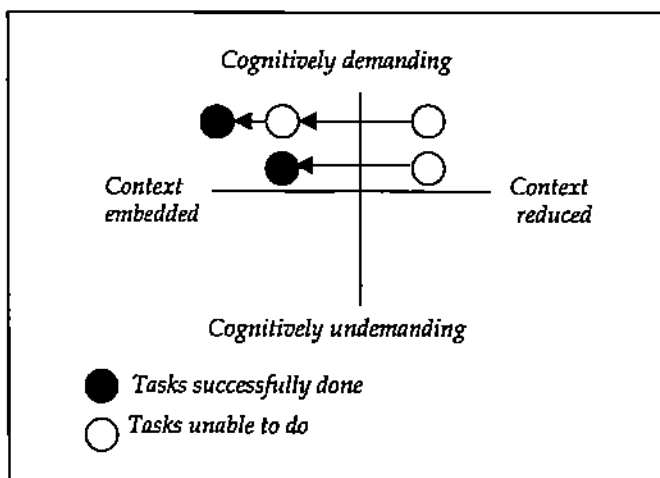 Cognitively demanding
Context
embedded
Context
reduced
Cognitively undemanding
Tasks successfully done
Tasks unable to do